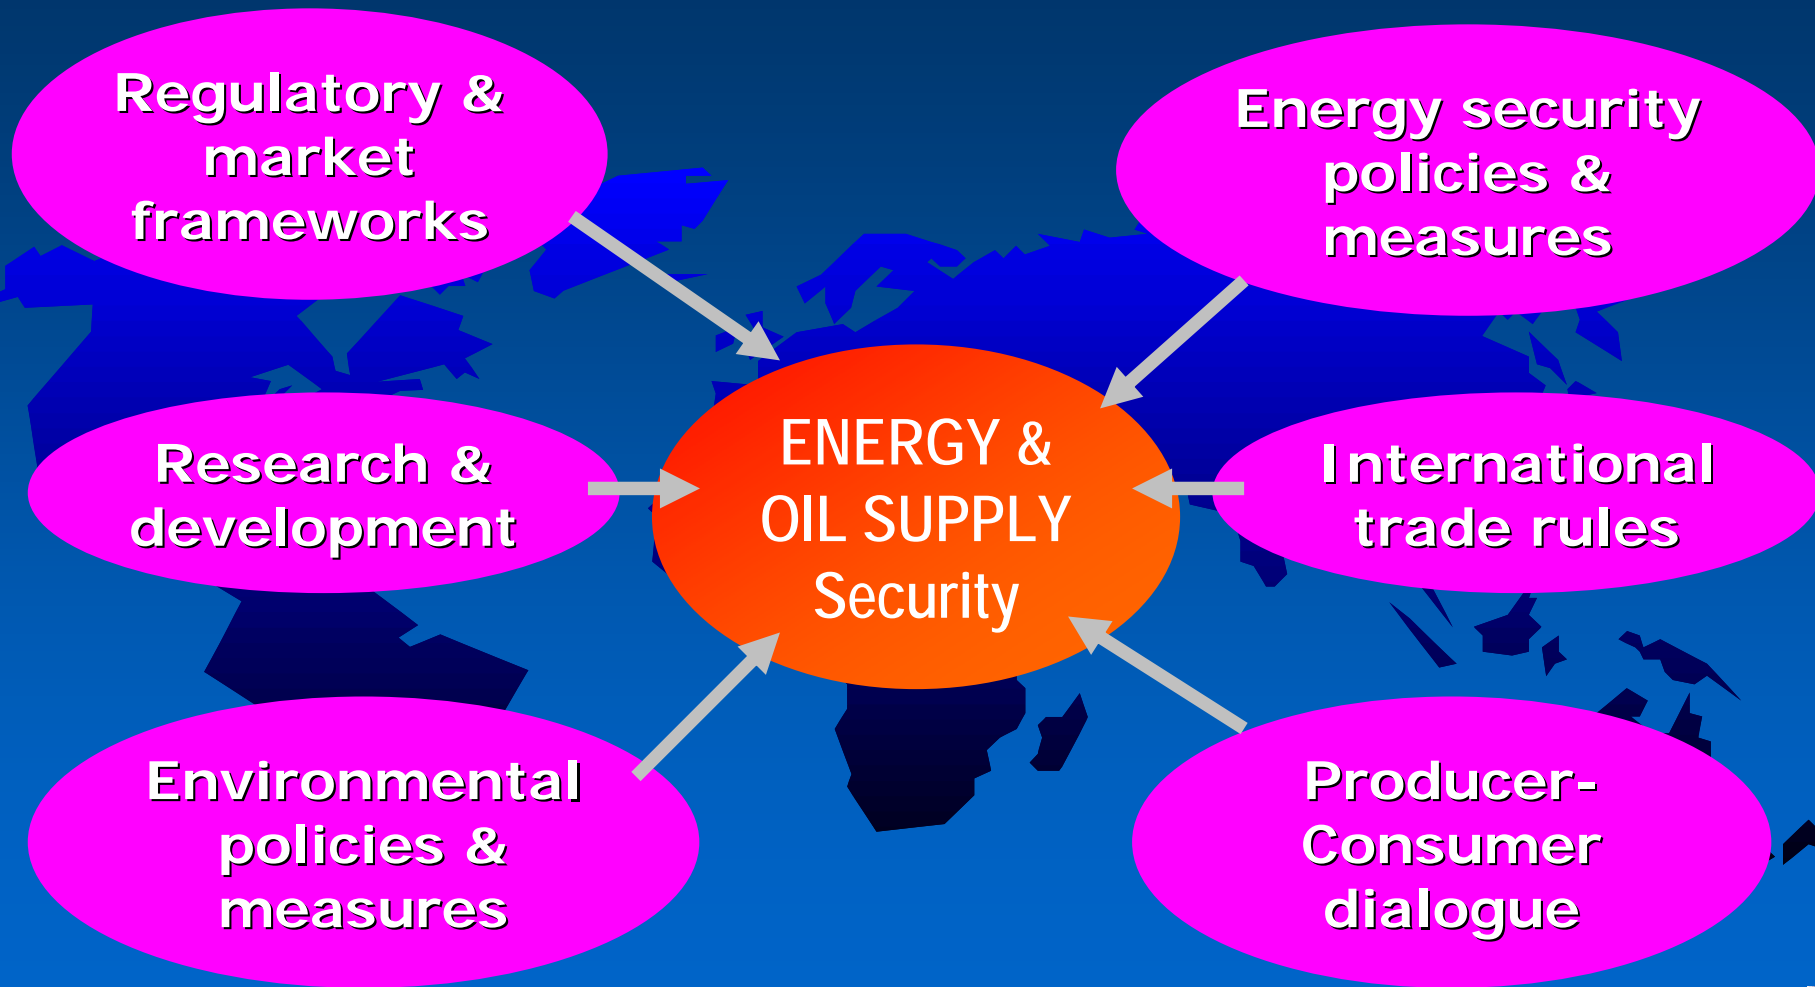 Regulatory &
market
frameworks
Energy security
policies &
measures
Research &
development
ENERGY &
OIL SUPPLY
Security
International
trade rules
Environmental
policies &
measures
Producer-
Consumer
dialogue